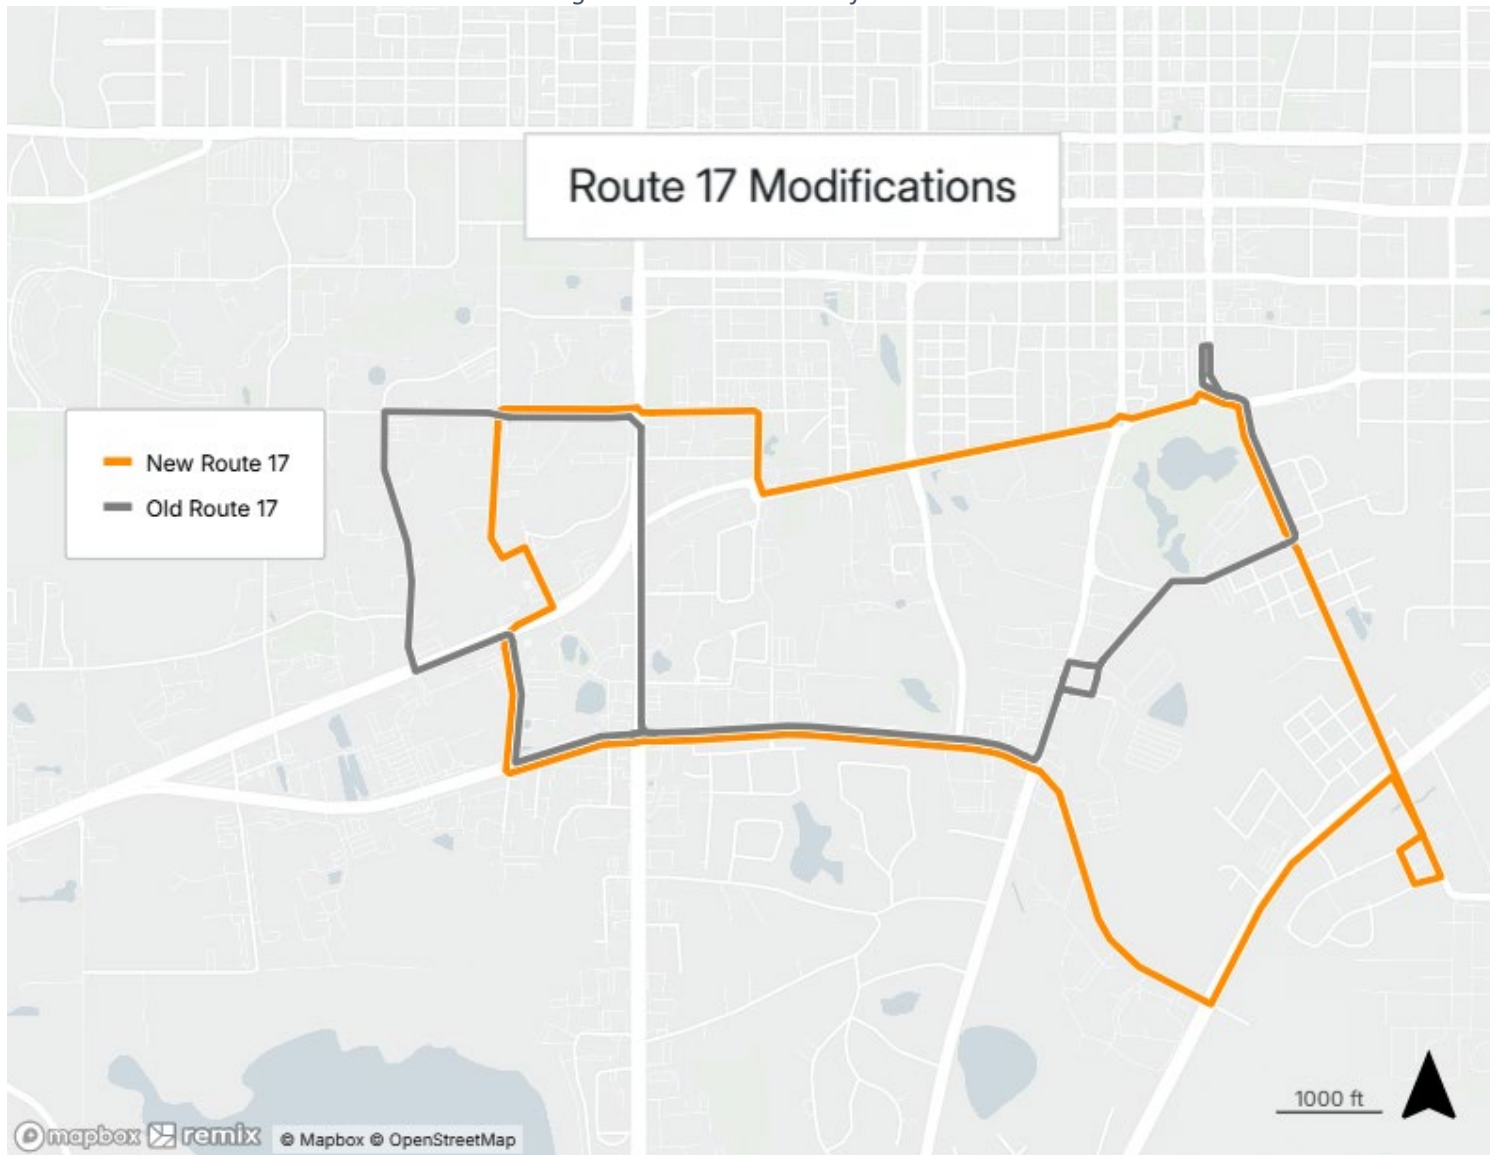 Route 17 Modifications
New Route 17
Old Route 17
1000 ft
mapbox remix © Mapbox © OpenStreetMap